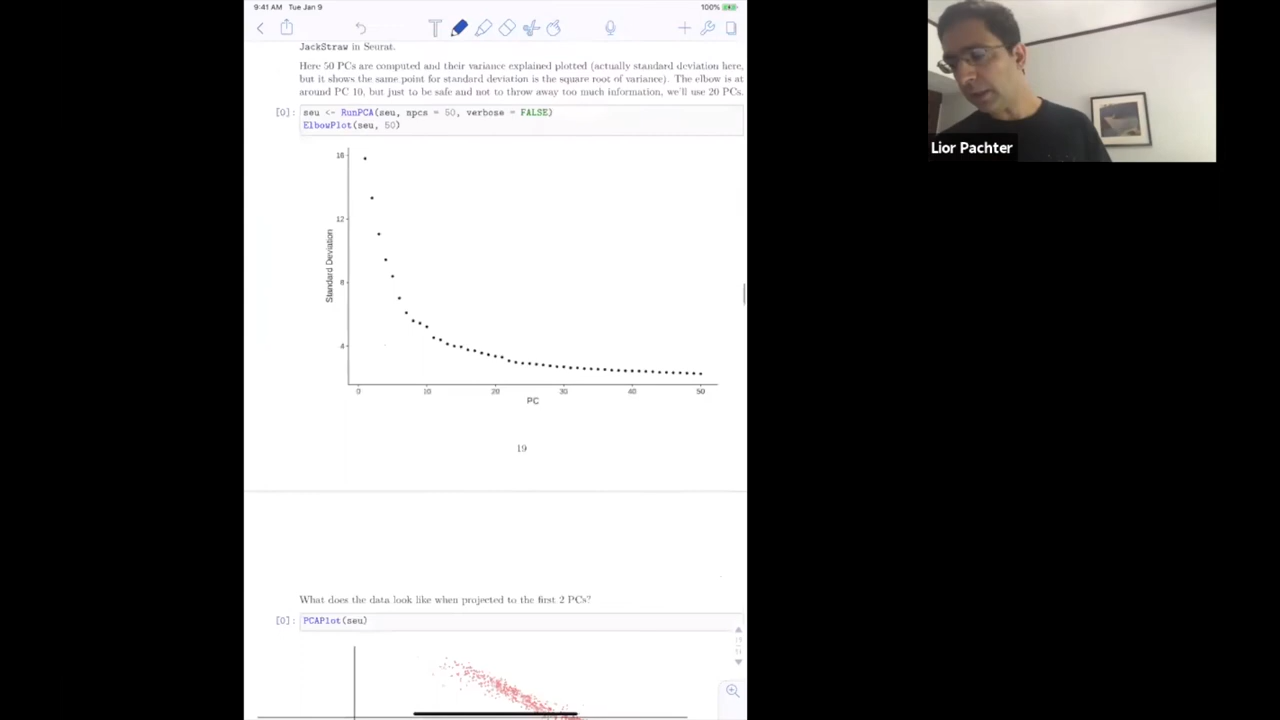 9:41 AM Tue Jan 9
100%
JackStraw in Seurat.
Here 50 PCs are computed and their variance explained plotted (actually standard deviation here,
but it shows the same point for standard deviation is the square root of variance). The elbow is at
around PC 10, but just to be safe and not to throw away too much information, we'll use 20 PCs.
[0]: seu <- RunPCA(seu, npcs = 50, verbose = FALSE)
ElbowPlot(seu, 50)
16
12
8
4
Standard Deviation
0 10 20 30 40 50
PC
19
What does the data look like when projected to the first 2 PCs?
[0]: PCAPlot(seu)
Lior Pachter